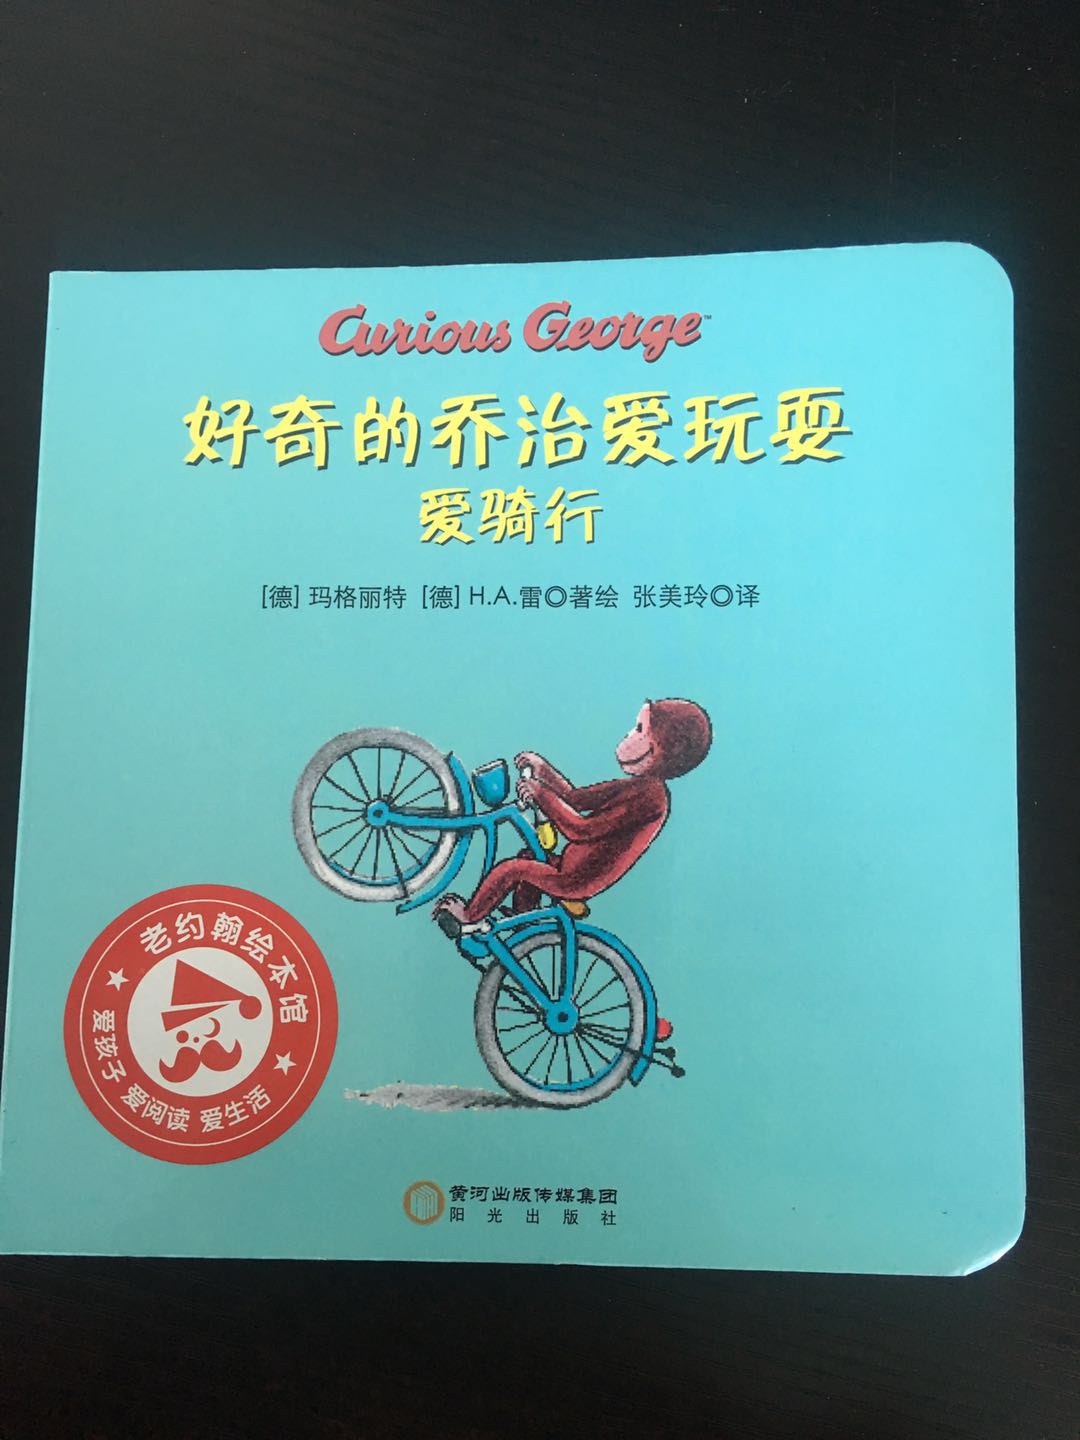 Curious George™
好奇的乔治爱玩耍
爱骑行
[德] 玛格丽特 [德] H.A.雷◎著绘 张美玲◎译
老约翰绘本馆
爱孩子 爱阅读 爱生活
黄河出版传媒集团
阳光出版社